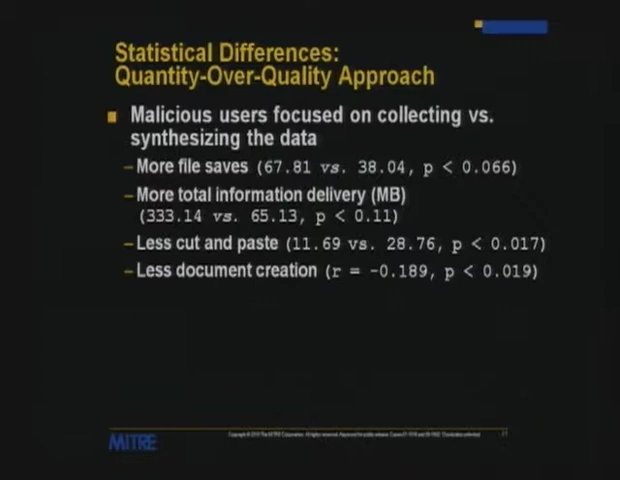 Statistical Differences:
Quantity-Over-Quality Approach
Malicious users focused on collecting vs.
synthesizing the data
–More file saves (67.81 vs. 38.04, p < 0.066)
–More total information delivery (MB)
(333.14 vs. 65.13, p < 0.11)
–Less cut and paste (11.69 vs. 28.76, p < 0.017)
–Less document creation (r = -0.189, p < 0.019)
MITRE